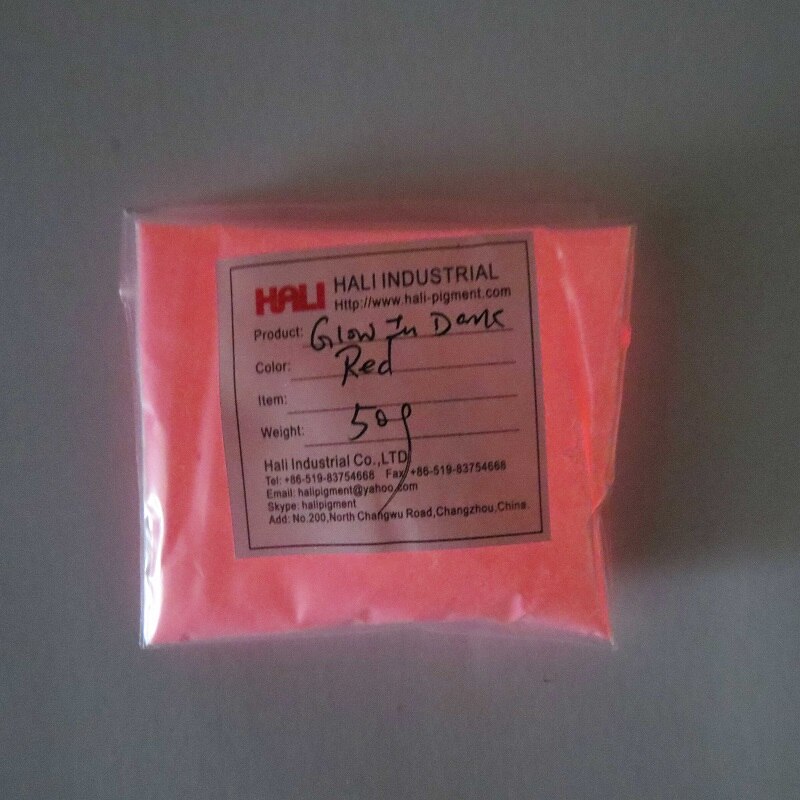 HALI HALI INDUSTRIAL
Http://www.hali-pigment.com
Product: Glow In Dark
Color: Red
Item:
Weight: 50g
Hali Industrial Co.,LTD
Tel: +86-519-83754668 Fax: +86-519-83754668
Email: halipigment@yahoo.com
Skype: halipigment
Add: No.200,North Changwu Road,Changzhou,China.